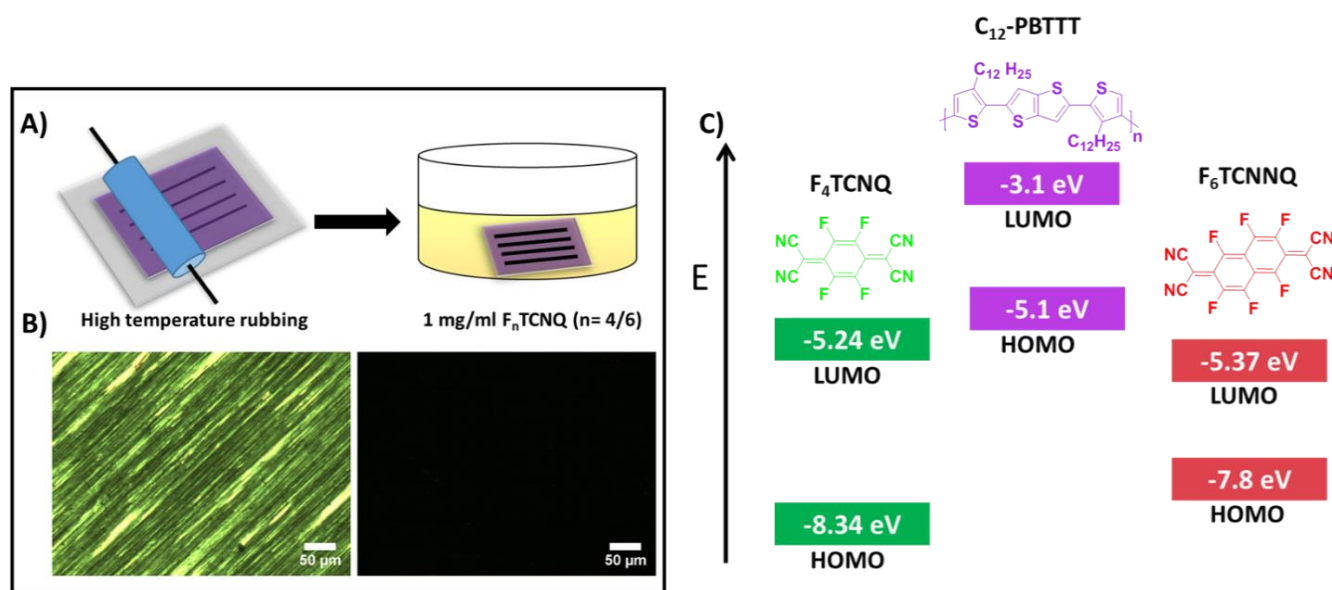 A)
High temperature rubbing
1 mg/ml FₙTCNQ (n= 4/6)
B)
50 µm
50 µm
C)
E
C₁₂-PBTTT
C₁₂ H₂₅
S
S
S
S
C₁₂H₂₅
n
-3.1 eV
LUMO
-5.1 eV
HOMO
F₄TCNQ
F
F
NC
CN
NC
CN
F
F
-5.24 eV
LUMO
-8.34 eV
HOMO
F₆TCNNQ
F
F
F
CN
NC
CN
NC
F
F
F
-5.37 eV
LUMO
-7.8 eV
HOMO